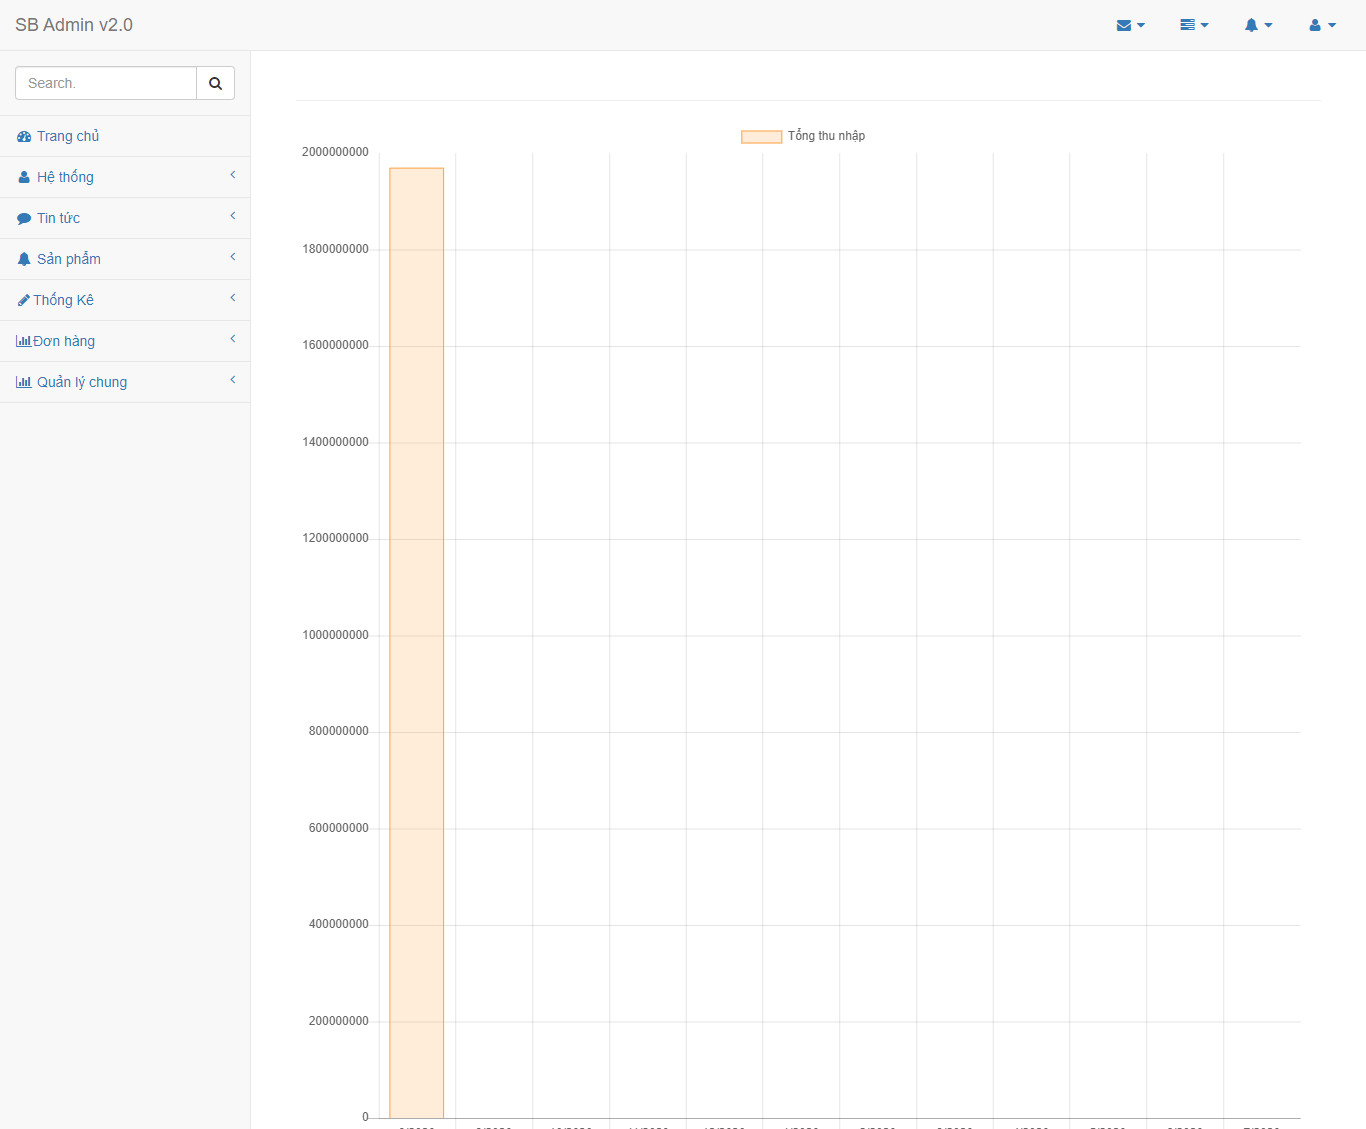 SB Admin v2.0
Search.
Trang chủ
Hệ thống
Tin tức
Sản phẩm
Thống Kê
Đơn hàng
Quản lý chung
Tổng thu nhập
2000000000
1800000000
1600000000
1400000000
1200000000
1000000000
800000000
600000000
400000000
200000000
0